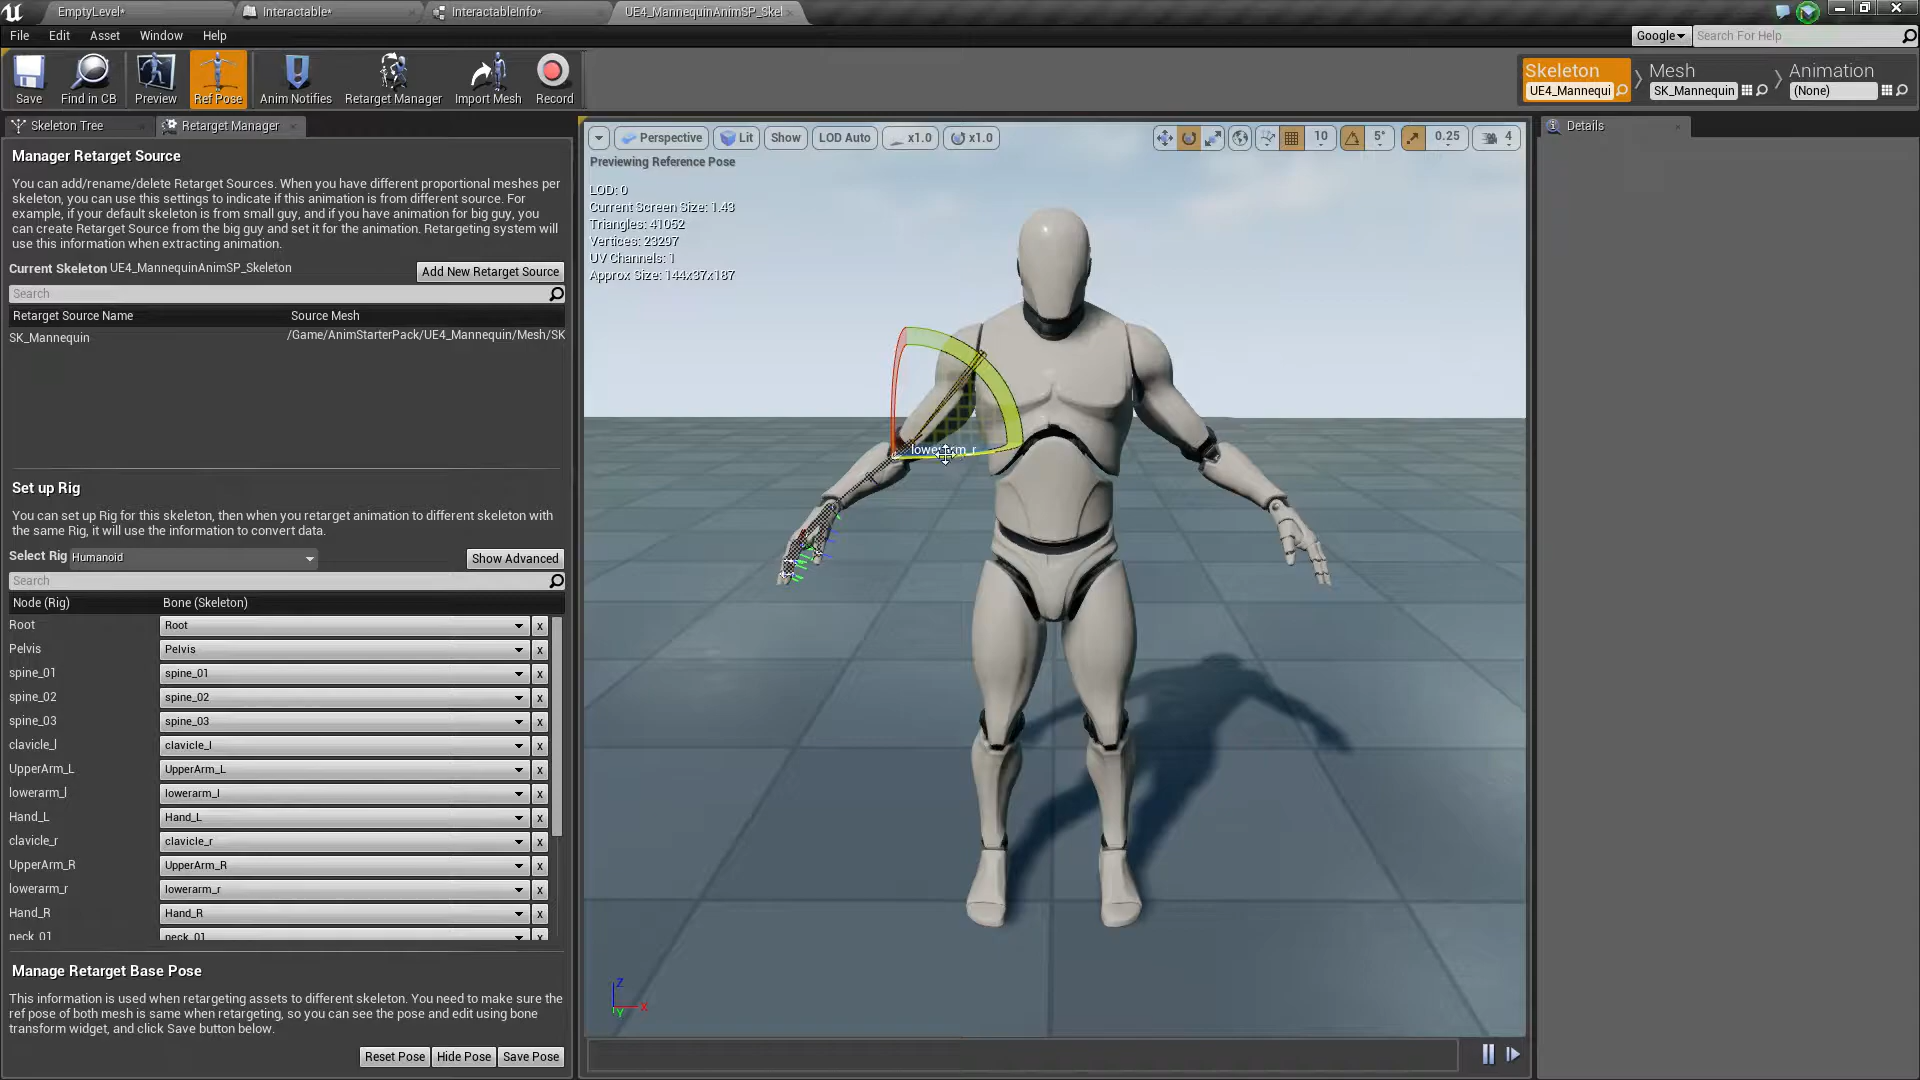 EmptyLevel*
Interactable*
InteractableInfo*
UE4_MannequinAnimSP_Skel
File Edit Asset Window Help
Google
Search For Help
Save
Find in CB
Preview
Ref Pose
Anim Notifies
Retarget Manager
Import Mesh
Record
Skeleton
UE4_Mannequi
Mesh
SK_Mannequin
Animation
(None)
Skeleton Tree
Retarget Manager
Manager Retarget Source
You can add/rename/delete Retarget Sources. When you have different proportional meshes per
skeleton, you can use this settings to indicate if this animation is from different source. For
example, if your default skeleton is from small guy, and if you have animation for big guy, you
can create Retarget Source from the big guy and set it for the animation. Retargeting system will
use this information when extracting animation.
Current Skeleton UE4_MannequinAnimSP_Skeleton
Add New Retarget Source
Search
Retarget Source Name Source Mesh
SK_Mannequin /Game/AnimStarterPack/UE4_Mannequin/Mesh/SK
Set up Rig
You can set up Rig for this skeleton, then when you retarget animation to different skeleton with
the same Rig, it will use the information to convert data.
Select Rig Humanoid
Show Advanced
Search
Node (Rig) Bone (Skeleton)
Root Root x
Pelvis Pelvis x
spine_01 spine_01 x
spine_02 spine_02 x
spine_03 spine_03 x
clavicle_l clavicle_l x
UpperArm_L UpperArm_L x
lowerarm_l lowerarm_l x
Hand_L Hand_L x
clavicle_r clavicle_r x
UpperArm_R UpperArm_R x
lowerarm_r lowerarm_r x
Hand_R Hand_R x
neck_01 neck_01 x
Manage Retarget Base Pose
This information is used when retargeting assets to different skeleton. You need to make sure the
ref pose of both mesh is same when retargeting, so you can see the pose and edit using bone
transform widget, and click Save button below.
Reset Pose Hide Pose Save Pose
Perspective Lit Show LOD Auto x1.0 x1.0
10 5° 0.25 4
Previewing Reference Pose
LOD: 0
Current Screen Size: 1.43
Triangles: 41052
Vertices: 23297
UV Channels: 1
Approx Size: 144x37x187
lowerarm_r
Z
X
Y
Details